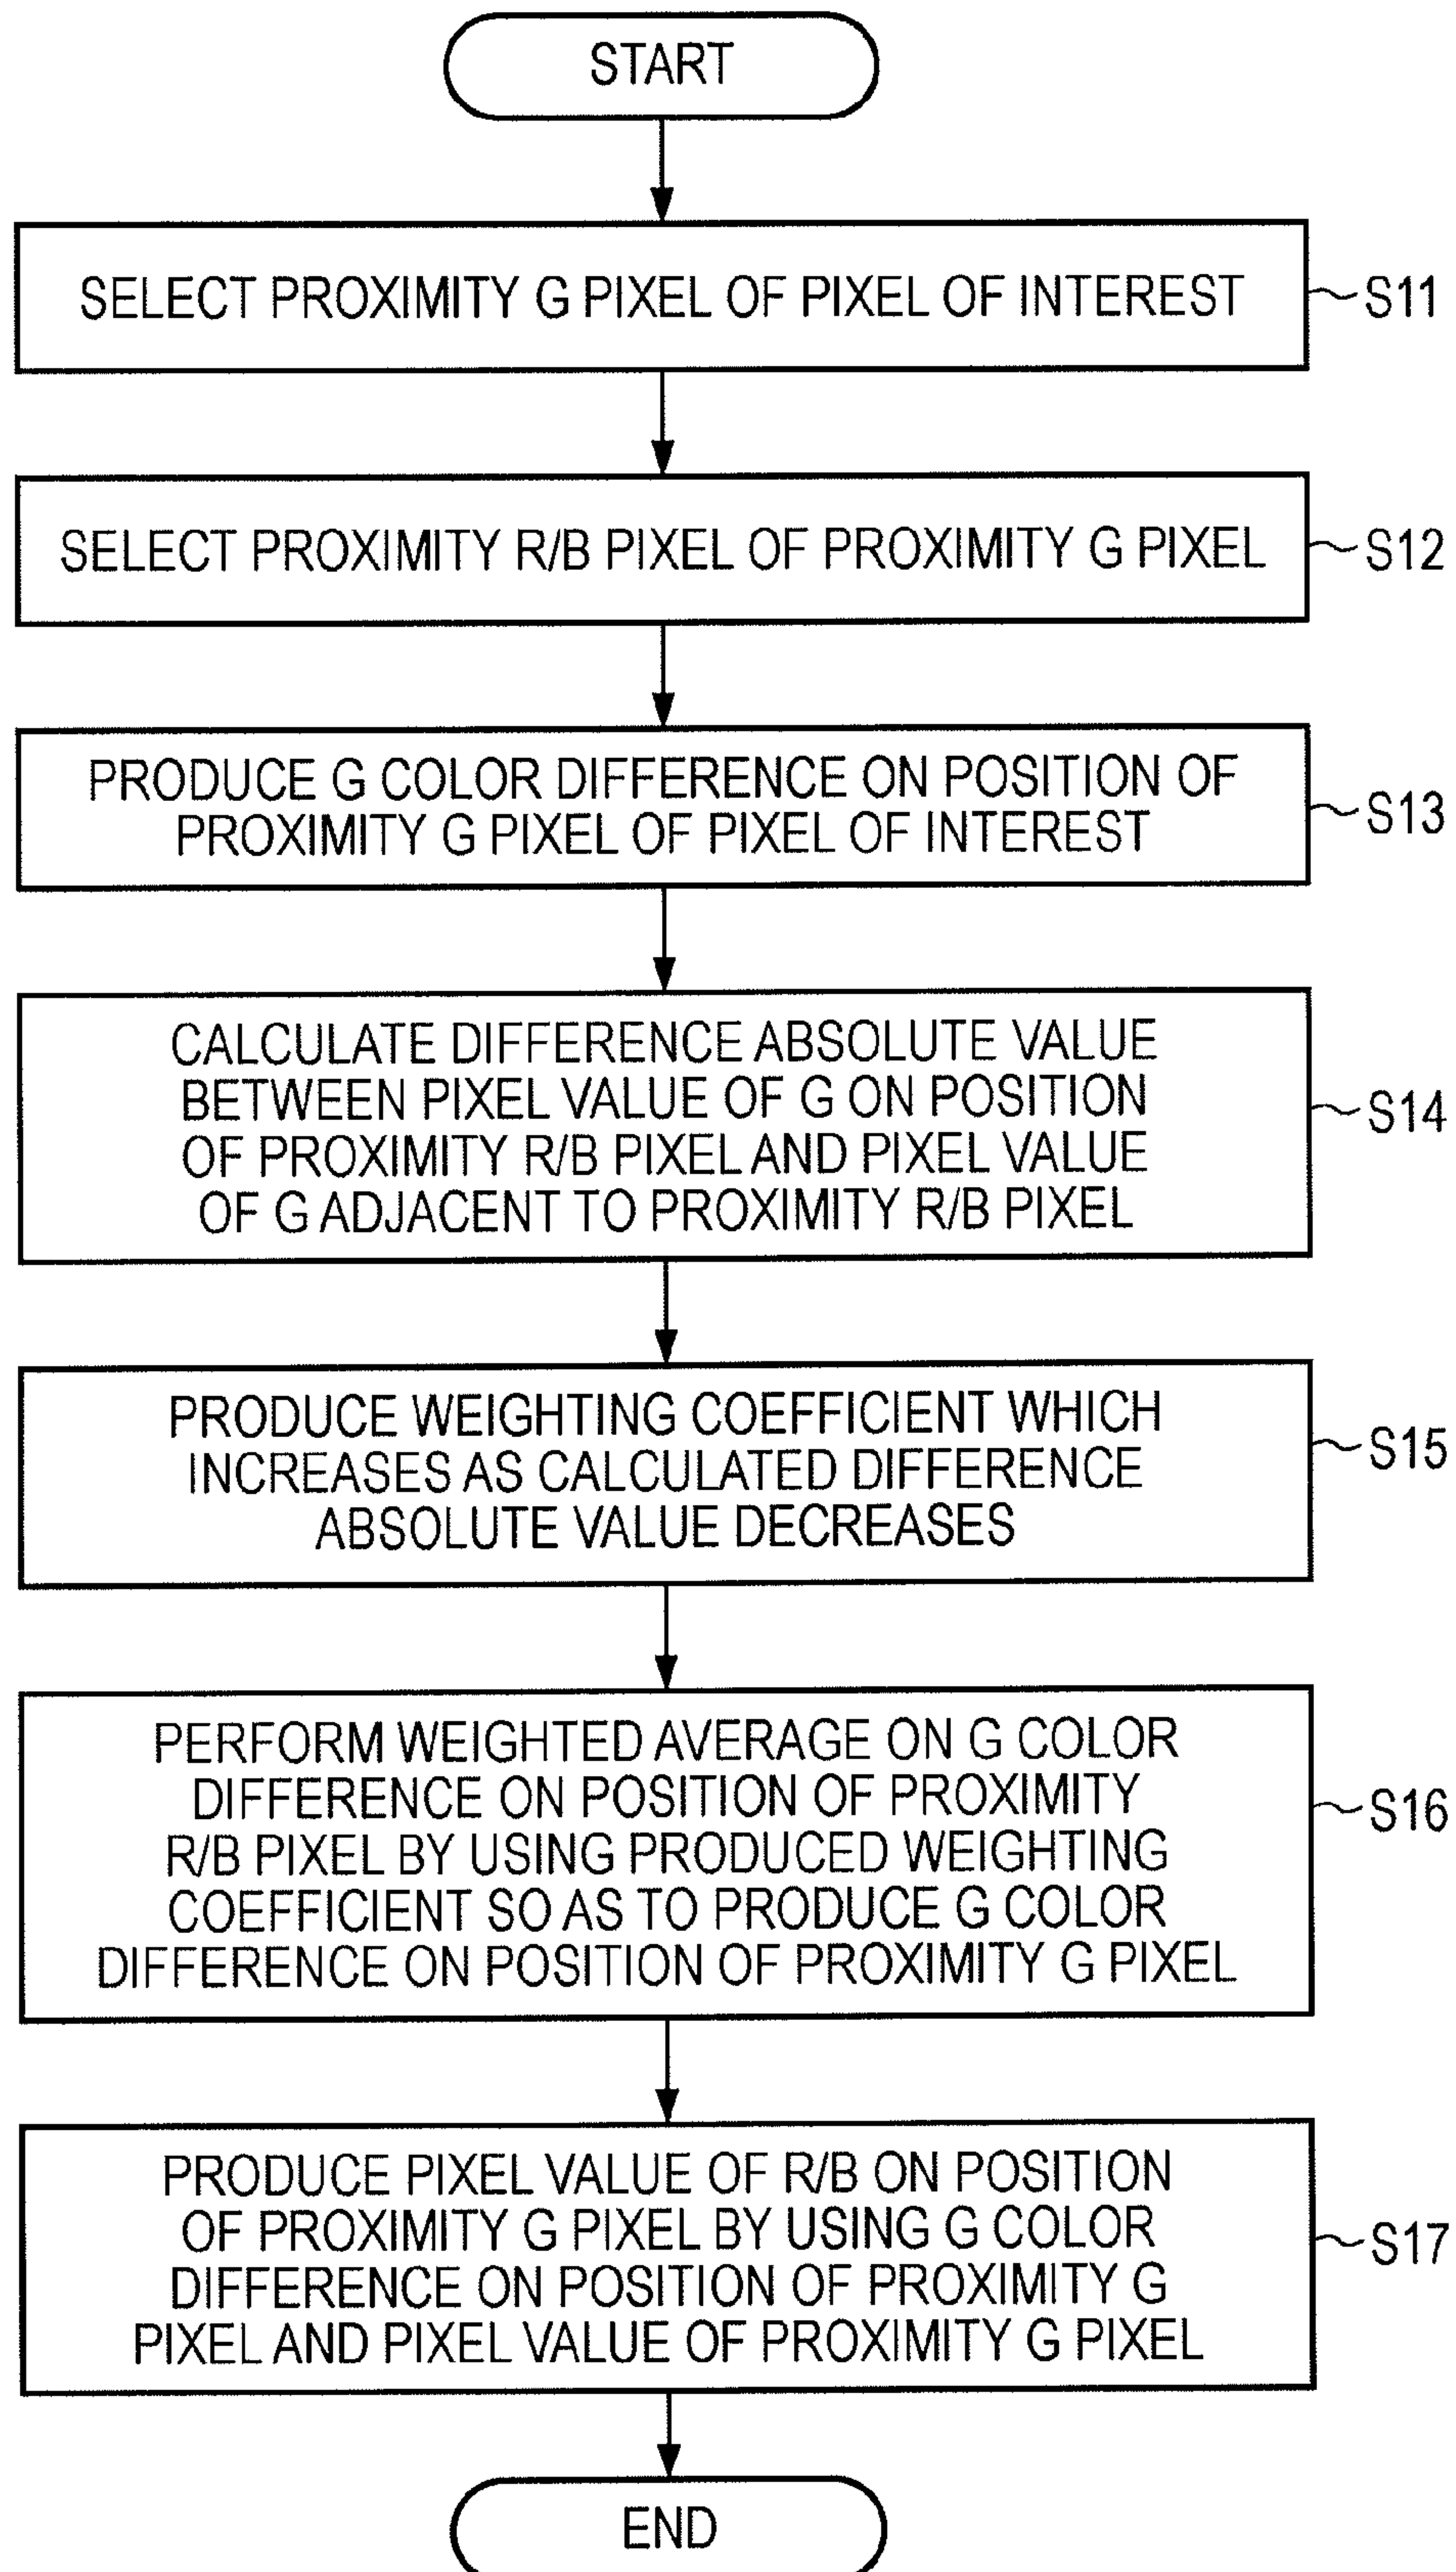 START
SELECT PROXIMITY G PIXEL OF PIXEL OF INTEREST
S11
SELECT PROXIMITY R/B PIXEL OF PROXIMITY G PIXEL
S12
PRODUCE G COLOR DIFFERENCE ON POSITION OF
PROXIMITY G PIXEL OF PIXEL OF INTEREST
S13
CALCULATE DIFFERENCE ABSOLUTE VALUE
BETWEEN PIXEL VALUE OF G ON POSITION
OF PROXIMITY R/B PIXEL AND PIXEL VALUE
OF G ADJACENT TO PROXIMITY R/B PIXEL
S14
PRODUCE WEIGHTING COEFFICIENT WHICH
INCREASES AS CALCULATED DIFFERENCE
ABSOLUTE VALUE DECREASES
S15
PERFORM WEIGHTED AVERAGE ON G COLOR
DIFFERENCE ON POSITION OF PROXIMITY
R/B PIXEL BY USING PRODUCED WEIGHTING
COEFFICIENT SO AS TO PRODUCE G COLOR
DIFFERENCE ON POSITION OF PROXIMITY G PIXEL
S16
PRODUCE PIXEL VALUE OF R/B ON POSITION
OF PROXIMITY G PIXEL BY USING G COLOR
DIFFERENCE ON POSITION OF PROXIMITY G
PIXEL AND PIXEL VALUE OF PROXIMITY G PIXEL
S17
END